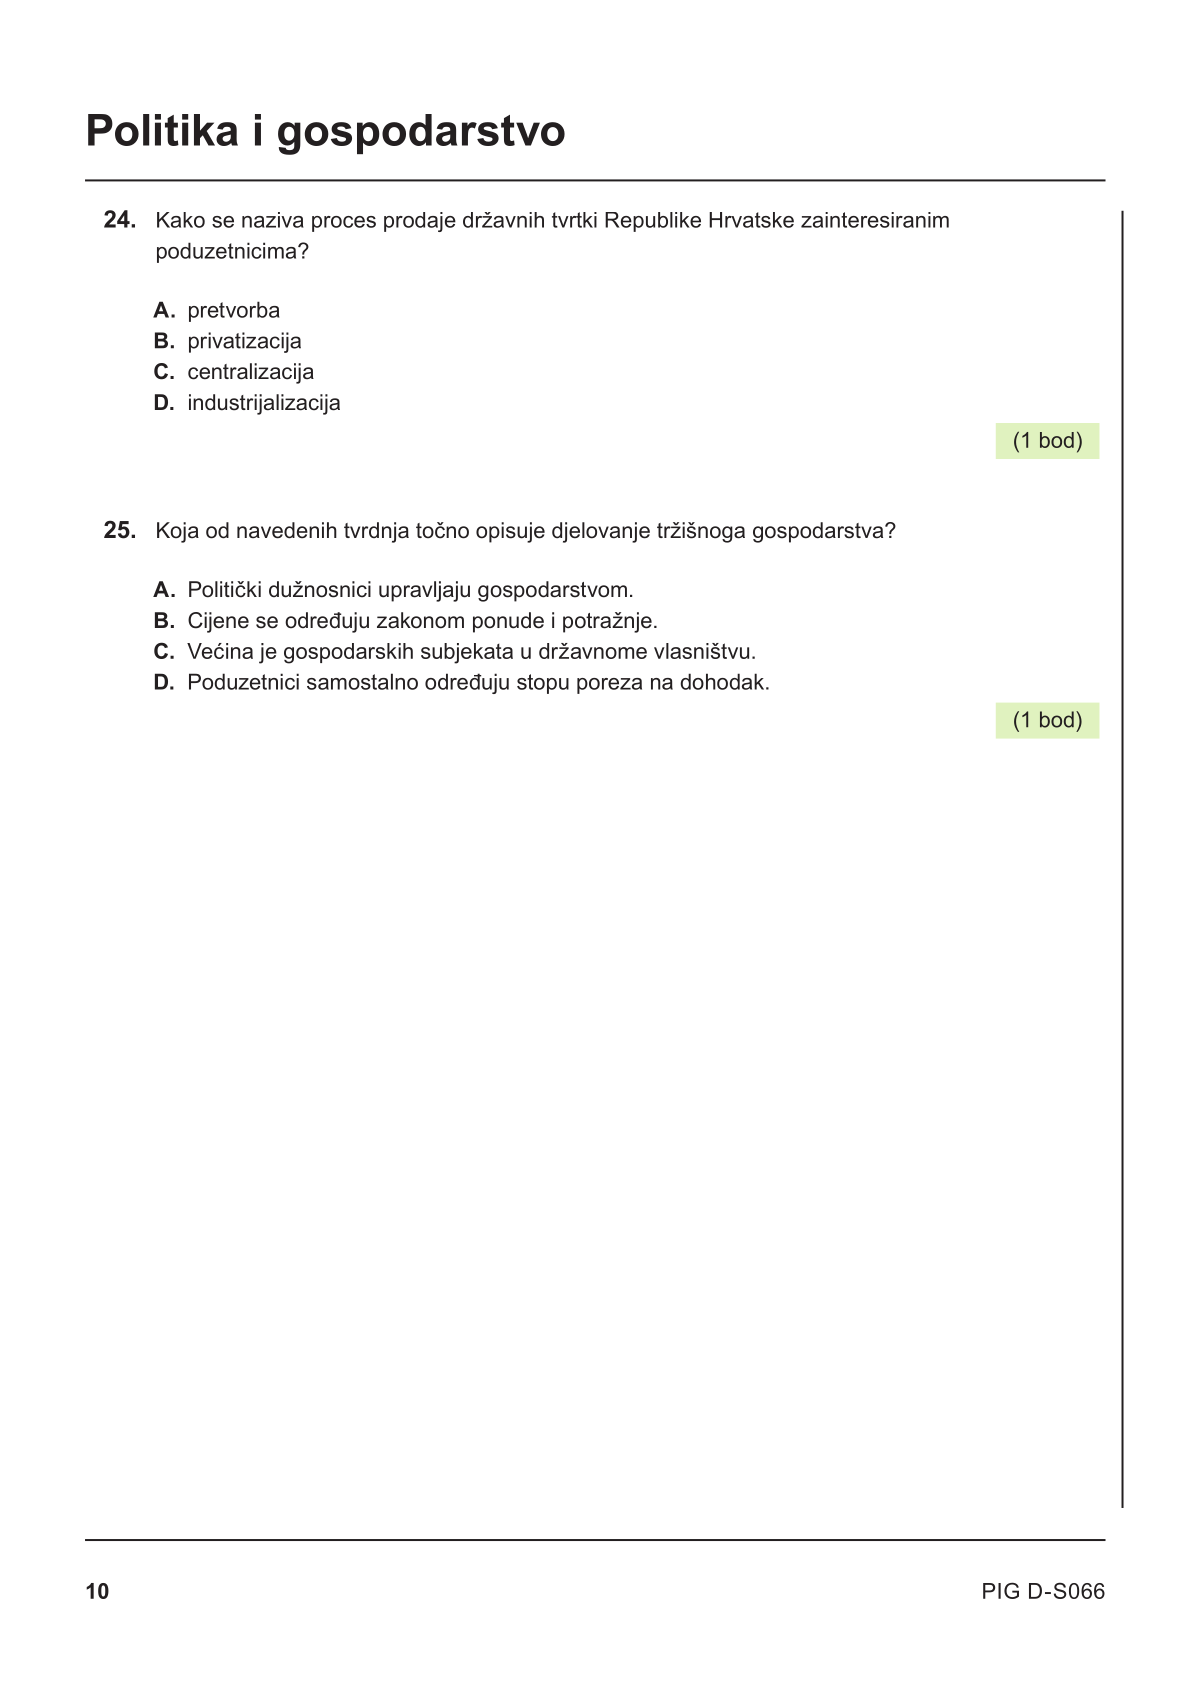 Politika i gospodarstvo
24. Kako se naziva proces prodaje državnih tvrtki Republike Hrvatske zainteresiranim
poduzetnicima?
A. pretvorba
B. privatizacija
C. centralizacija
D. industrijalizacija
(1 bod)
25. Koja od navedenih tvrdnja točno opisuje djelovanje tržišnoga gospodarstva?
A. Politički dužnosnici upravljaju gospodarstvom.
B. Cijene se određuju zakonom ponude i potražnje.
C. Većina je gospodarskih subjekata u državnome vlasništvu.
D. Poduzetnici samostalno određuju stopu poreza na dohodak.
(1 bod)
10 PIG D-S066